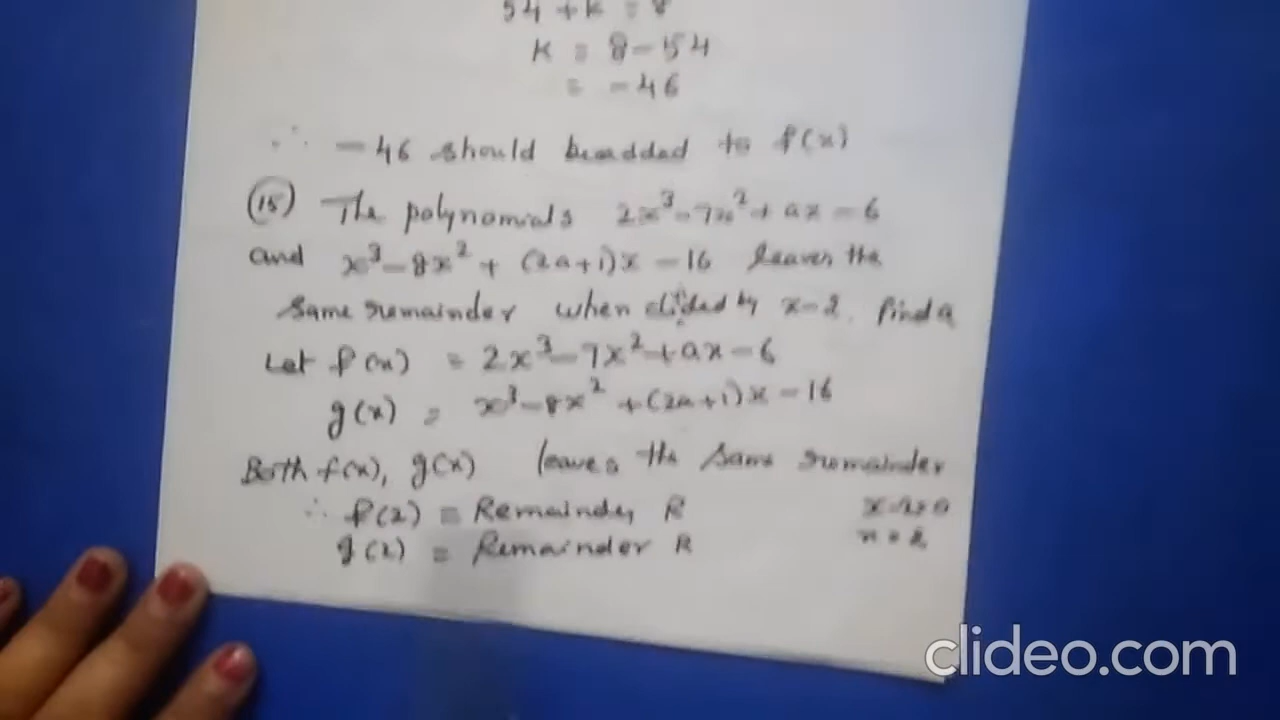 54 + K = 8
K = 8 - 54
= - 46
∴ - 46 should be added to f(x)
(15) The polynomials 2x³ - 7x² + ax - 6
and x³ - 8x² + (2a+1)x - 16 leaves the
same remainder when divided by x - 2. Find a
Let f(x) = 2x³ - 7x² + ax - 6
g(x) = x³ - 8x² + (2a+1)x - 16
Both f(x), g(x) leaves the same remainder
∴ f(2) = Remainder R x - 2 = 0
g(2) = Remainder R x = 2
clideo.com